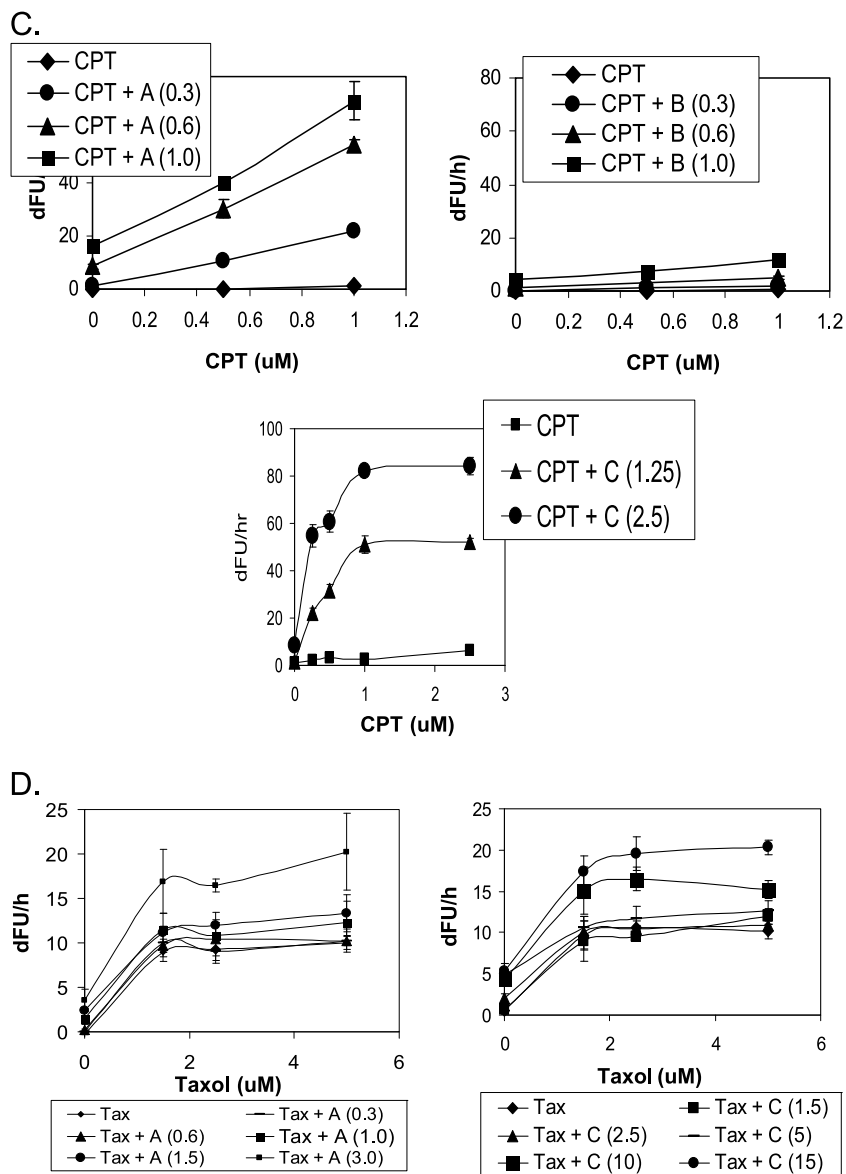 C.
CPT
CPT + A (0.3)
CPT + A (0.6)
CPT + A (1.0)
40
20
0
0 0.2 0.4 0.6 0.8 1 1.2
CPT (uM)
CPT
CPT + B (0.3)
CPT + B (0.6)
CPT + B (1.0)
dFU/h)
80
60
40
20
0
0 0.2 0.4 0.6 0.8 1 1.2
CPT (uM)
CPT
CPT + C (1.25)
CPT + C (2.5)
dFU/hr
100
80
60
40
20
0
0 1 2 3
CPT (uM)
D.
dFU/h
25
20
15
10
5
0
0 2 4 6
Taxol (uM)
Tax Tax + A (0.3)
Tax + A (0.6) Tax + A (1.0)
Tax + A (1.5) Tax + A (3.0)
dFU/h
25
20
15
10
5
0
0 2 4 6
Taxol (uM)
Tax Tax + C (1.5)
Tax + C (2.5) Tax + C (5)
Tax + C (10) Tax + C (15)